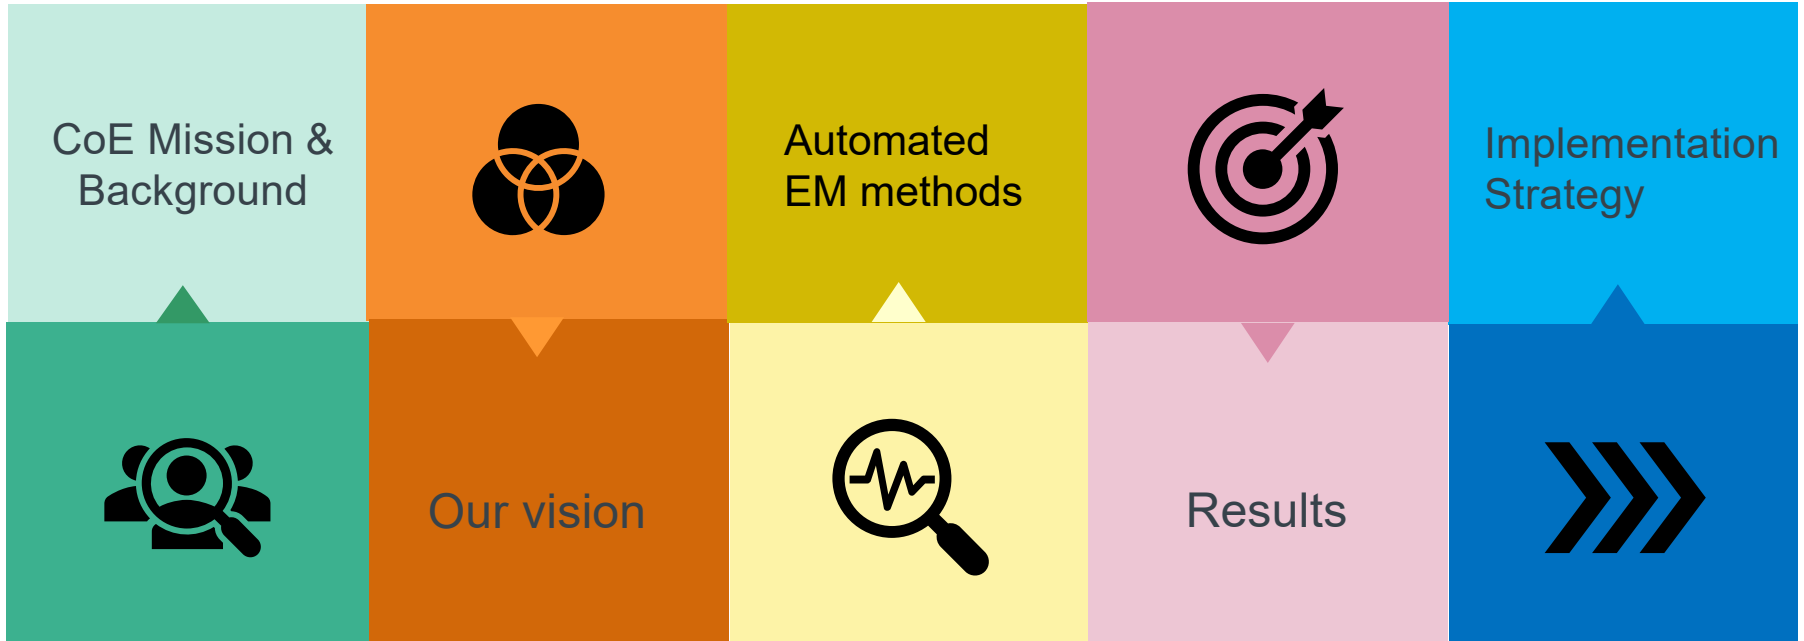 CoE Mission &
Background
Our vision
Automated
EM methods
Results
Implementation
Strategy